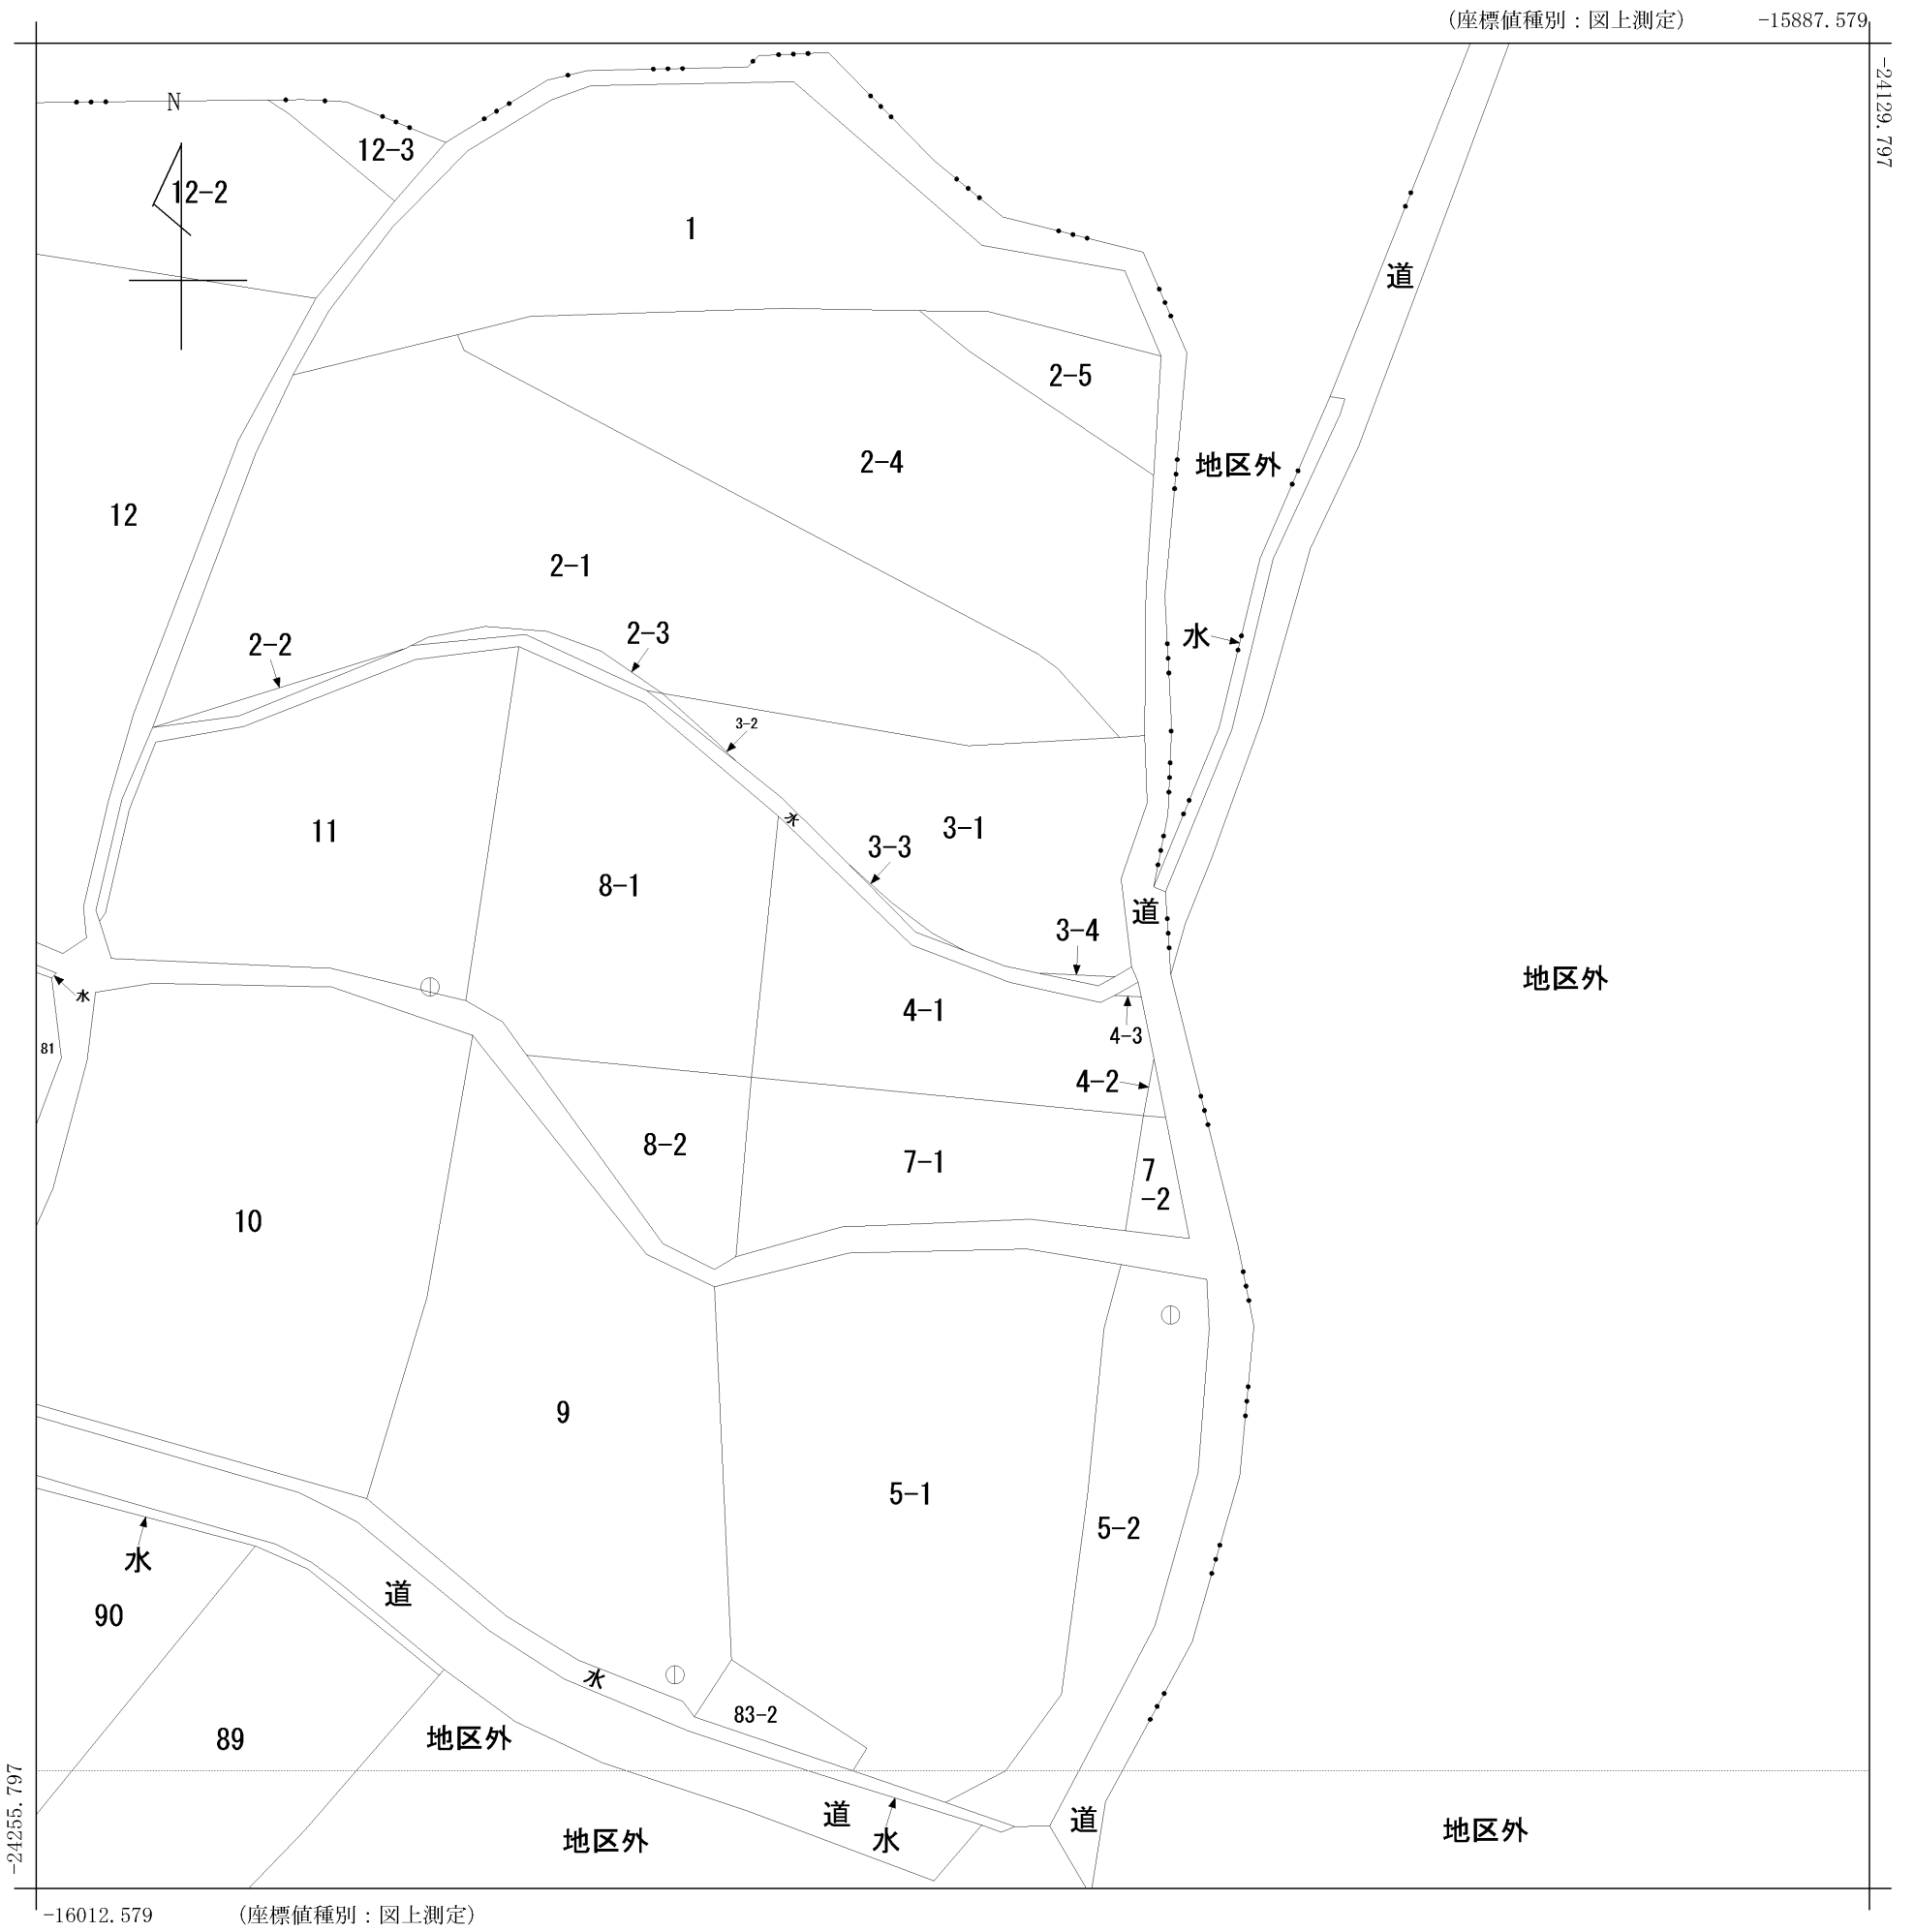 (座標値種別：図上測定)
-15887.579
-24129.797
N
12-3
12-2
1
道
2-5
地区外
2-4
12
2-1
2-3
水
2-2
3-2
水
3-1
11
3-3
8-1
道
3-4
地区外
水
4-1
4-3
81
4-2
8-2
7-1
7
-2
10
9
5-1
5-2
水
90
道
水
83-2
89
地区外
道
道
水
地区外
地区外
-24255.797
-16012.579
(座標値種別：図上測定)